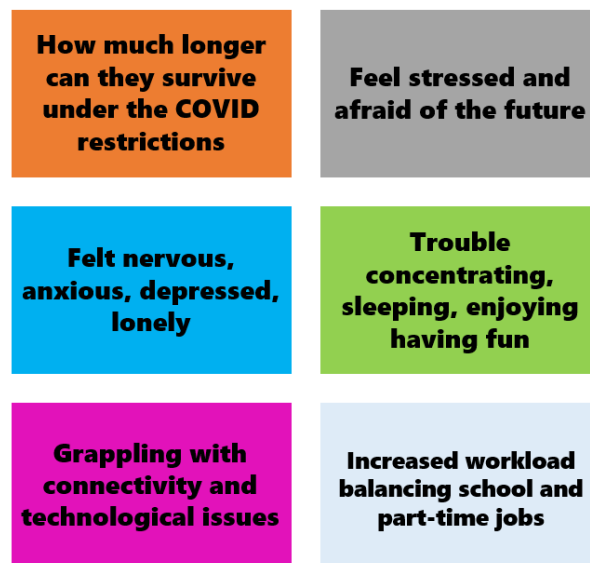 How much longer
can they survive
under the COVID
restrictions
Feel stressed and
afraid of the future
Felt nervous,
anxious, depressed,
lonely
Trouble
concentrating,
sleeping, enjoying
having fun
Grappling with
connectivity and
technological issues
Increased workload
balancing school and
part-time jobs